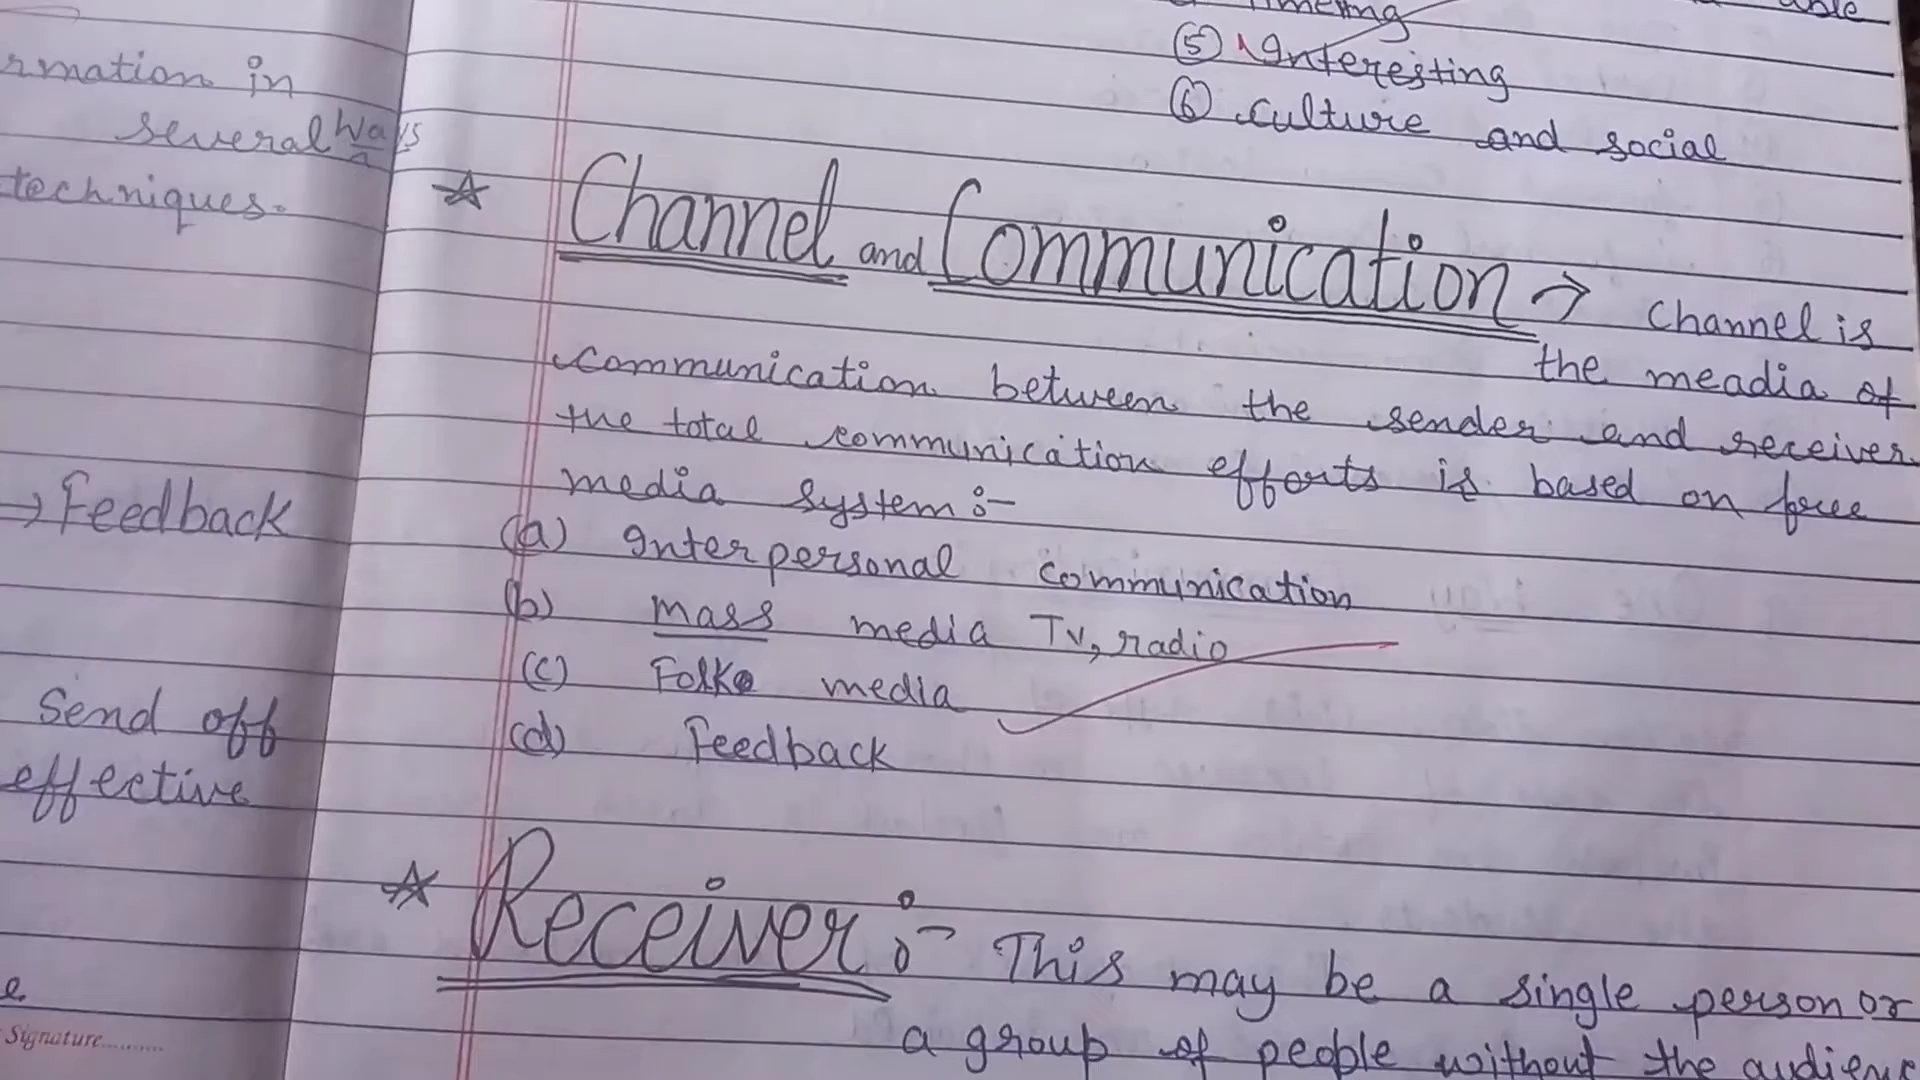 rmation in
several ways
techniques.
→ Feedback
Send off
effective
e
Signature..........
⑤ Interesting
⑥ culture and social
☆ Channel and Communication → Channel is
the meadia of
communication between the sender and receiver.
the total communication efforts is based on free
media system :-
(a) Interpersonal communication
(b) mass media TV, radio
(c) Folk media
(d) Feedback
☆ Receiver :- This may be a single person or
a group of people without the audience